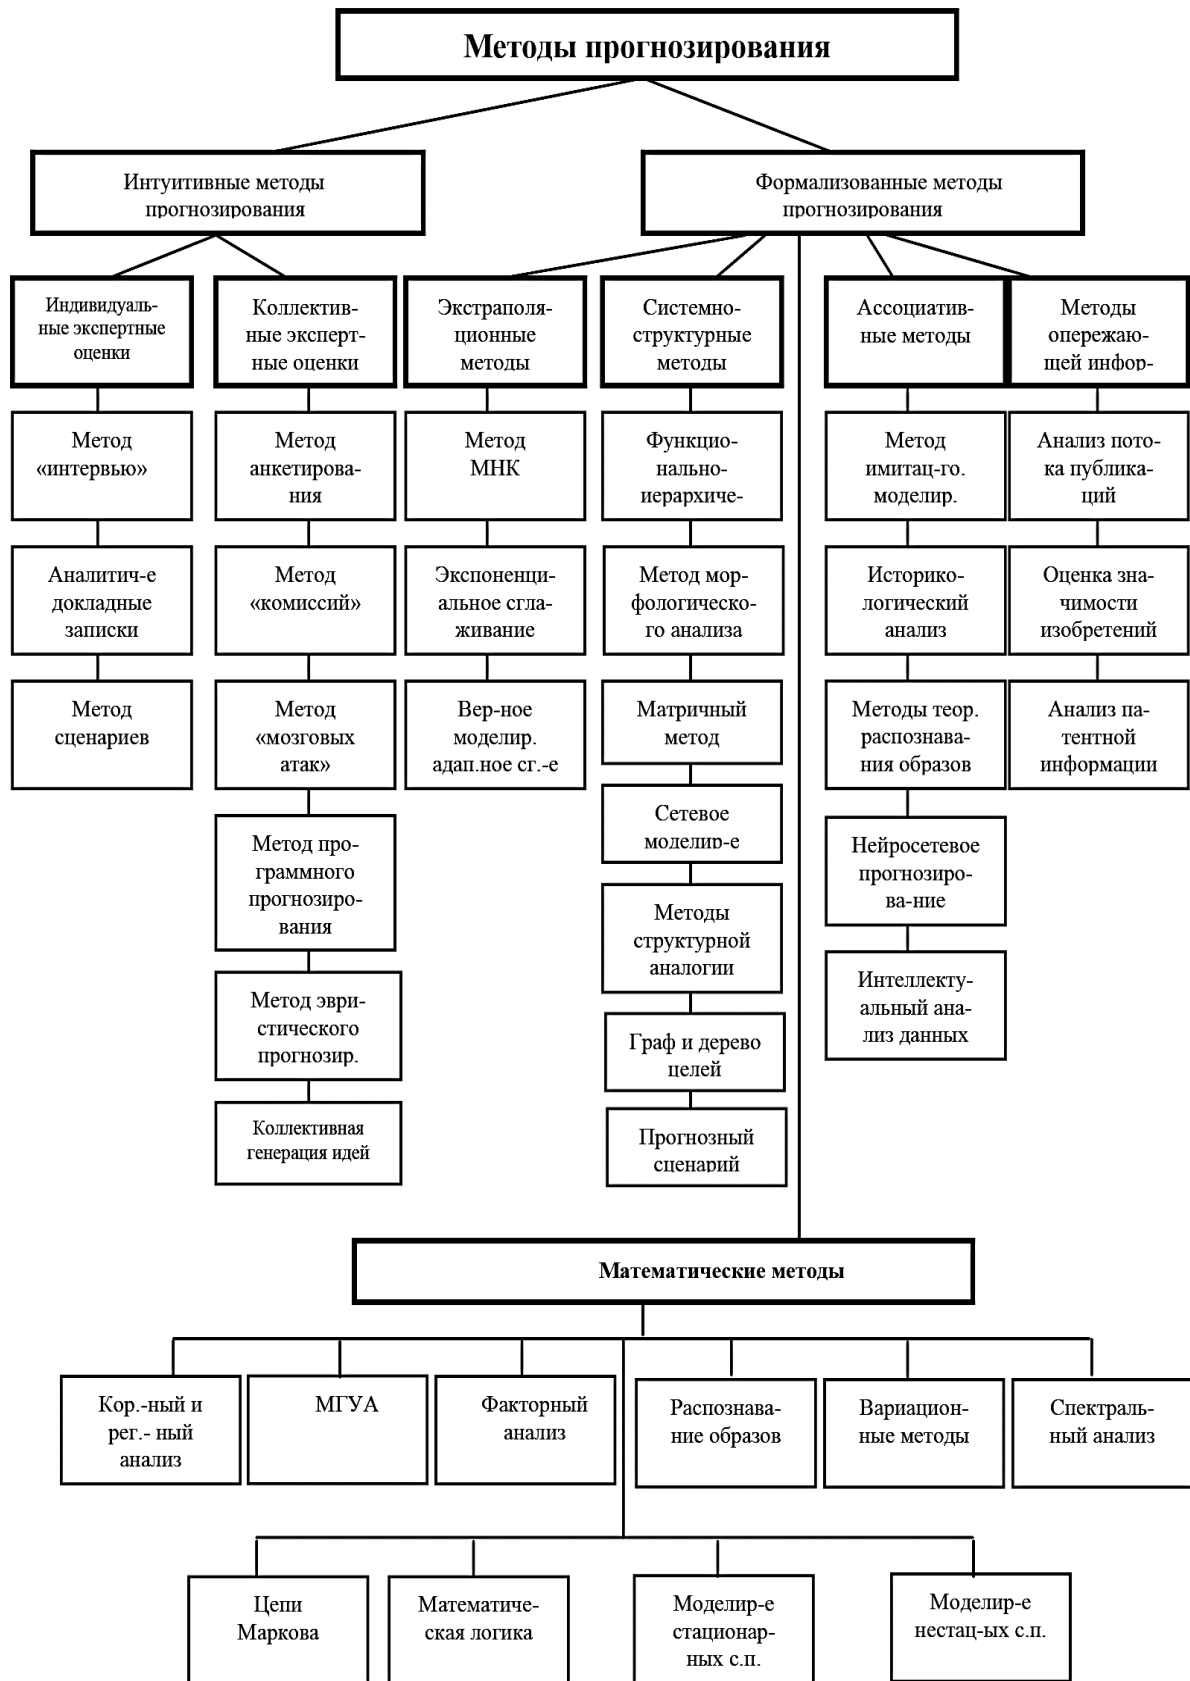 Методы прогнозирования
Интуитивные методы
прогнозирования
Формализованные методы
прогнозирования
Индивидуаль-
ные экспертные
оценки
Коллектив-
ные эксперт-
ные оценки
Экстраполя-
ционные
методы
Системно-
структурные
методы
Ассоциатив-
ные методы
Методы
опережаю-
щей инфор-
Метод
«интервью»
Метод
анкетирова-
ния
Метод
МНК
Функцио-
нально-
иерархиче-
Метод
имитац-го.
моделир.
Анализ пото-
ка публика-
ций
Аналитич-е
докладные
записки
Метод
«комиссий»
Экспоненци-
альное сгла-
живание
Метод мор-
фологическо-
го анализа
Историко-
логический
анализ
Оценка зна-
чимости
изобретений
Метод
сценариев
Метод
«мозговых
атак»
Вер-ное
моделир.
адап.ное сг.-е
Матричный
метод
Методы теор.
распознава-
ния образов
Анализ па-
тентной
информации
Метод про-
граммного
прогнозиро-
вания
Сетевое
моделир-е
Нейросетевое
прогнозиро-
ва-ние
Методы
структурной
аналогии
Метод эври-
стического
прогнозир.
Интеллекту-
альный ана-
лиз данных
Граф и дерево
целей
Коллективная
генерация идей
Прогнозный
сценарий
Математические методы
Кор.-ный и
рег.- ный
анализ
МГУА
Факторный
анализ
Распознава-
ние образов
Вариацион-
ные методы
Спектраль-
ный анализ
Цепи
Маркова
Математиче-
ская логика
Моделир-е
стационар-
ных с.п.
Моделир-е
нестац-ых с.п.